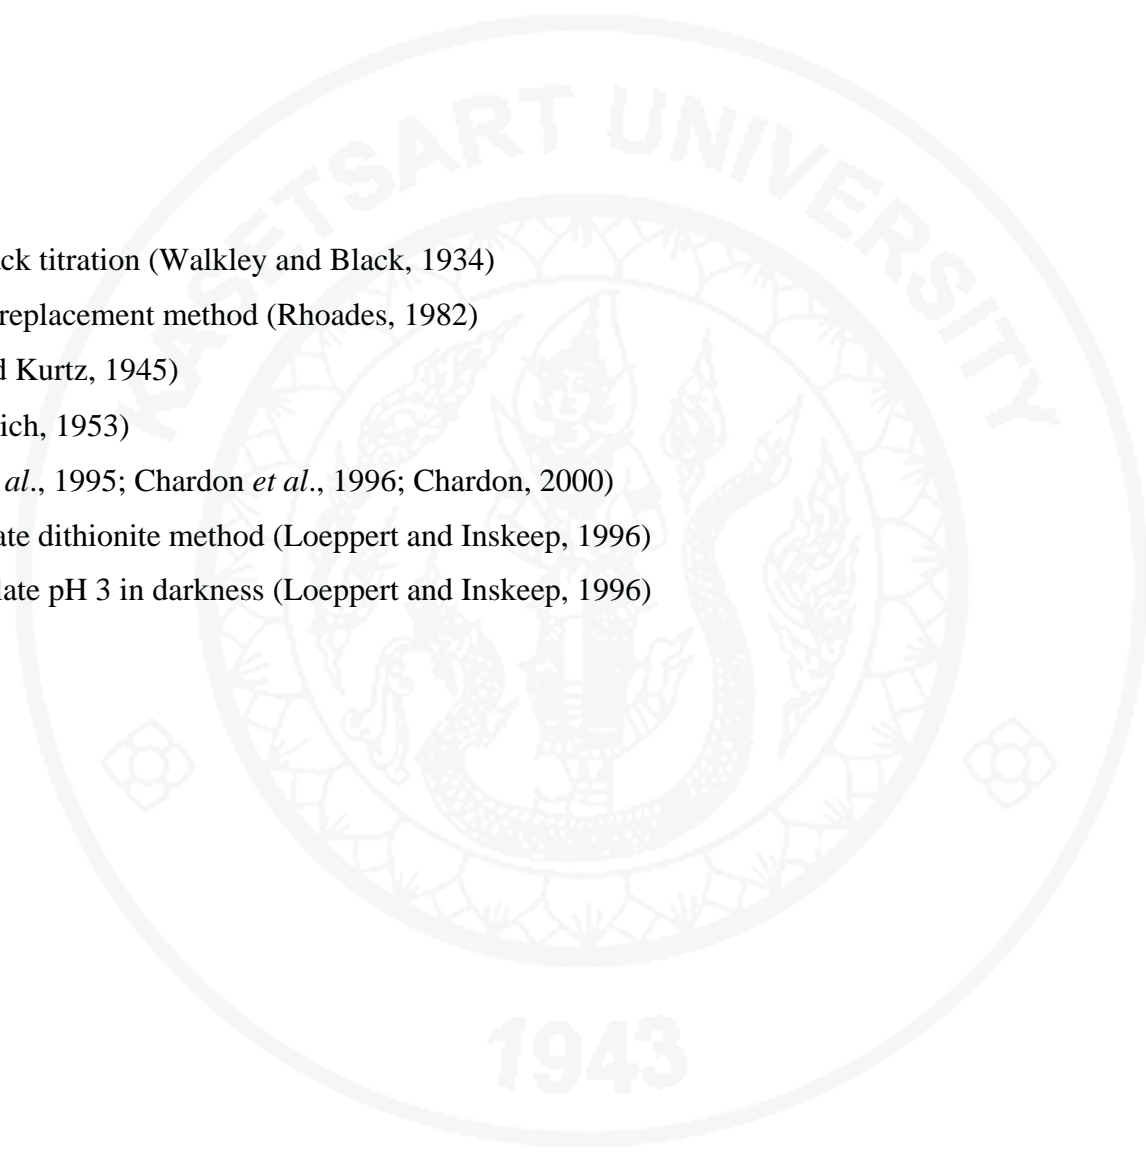 ck titration (Walkley and Black, 1934)
replacement method (Rhoades, 1982)
Kurtz, 1945)
ich, 1953)
al., 1995; Chardon et al., 1996; Chardon, 2000)
ate dithionite method (Loeppert and Inskeep, 1996)
late pH 3 in darkness (Loeppert and Inskeep, 1996)
KASETSART UNIVERSITY
1943